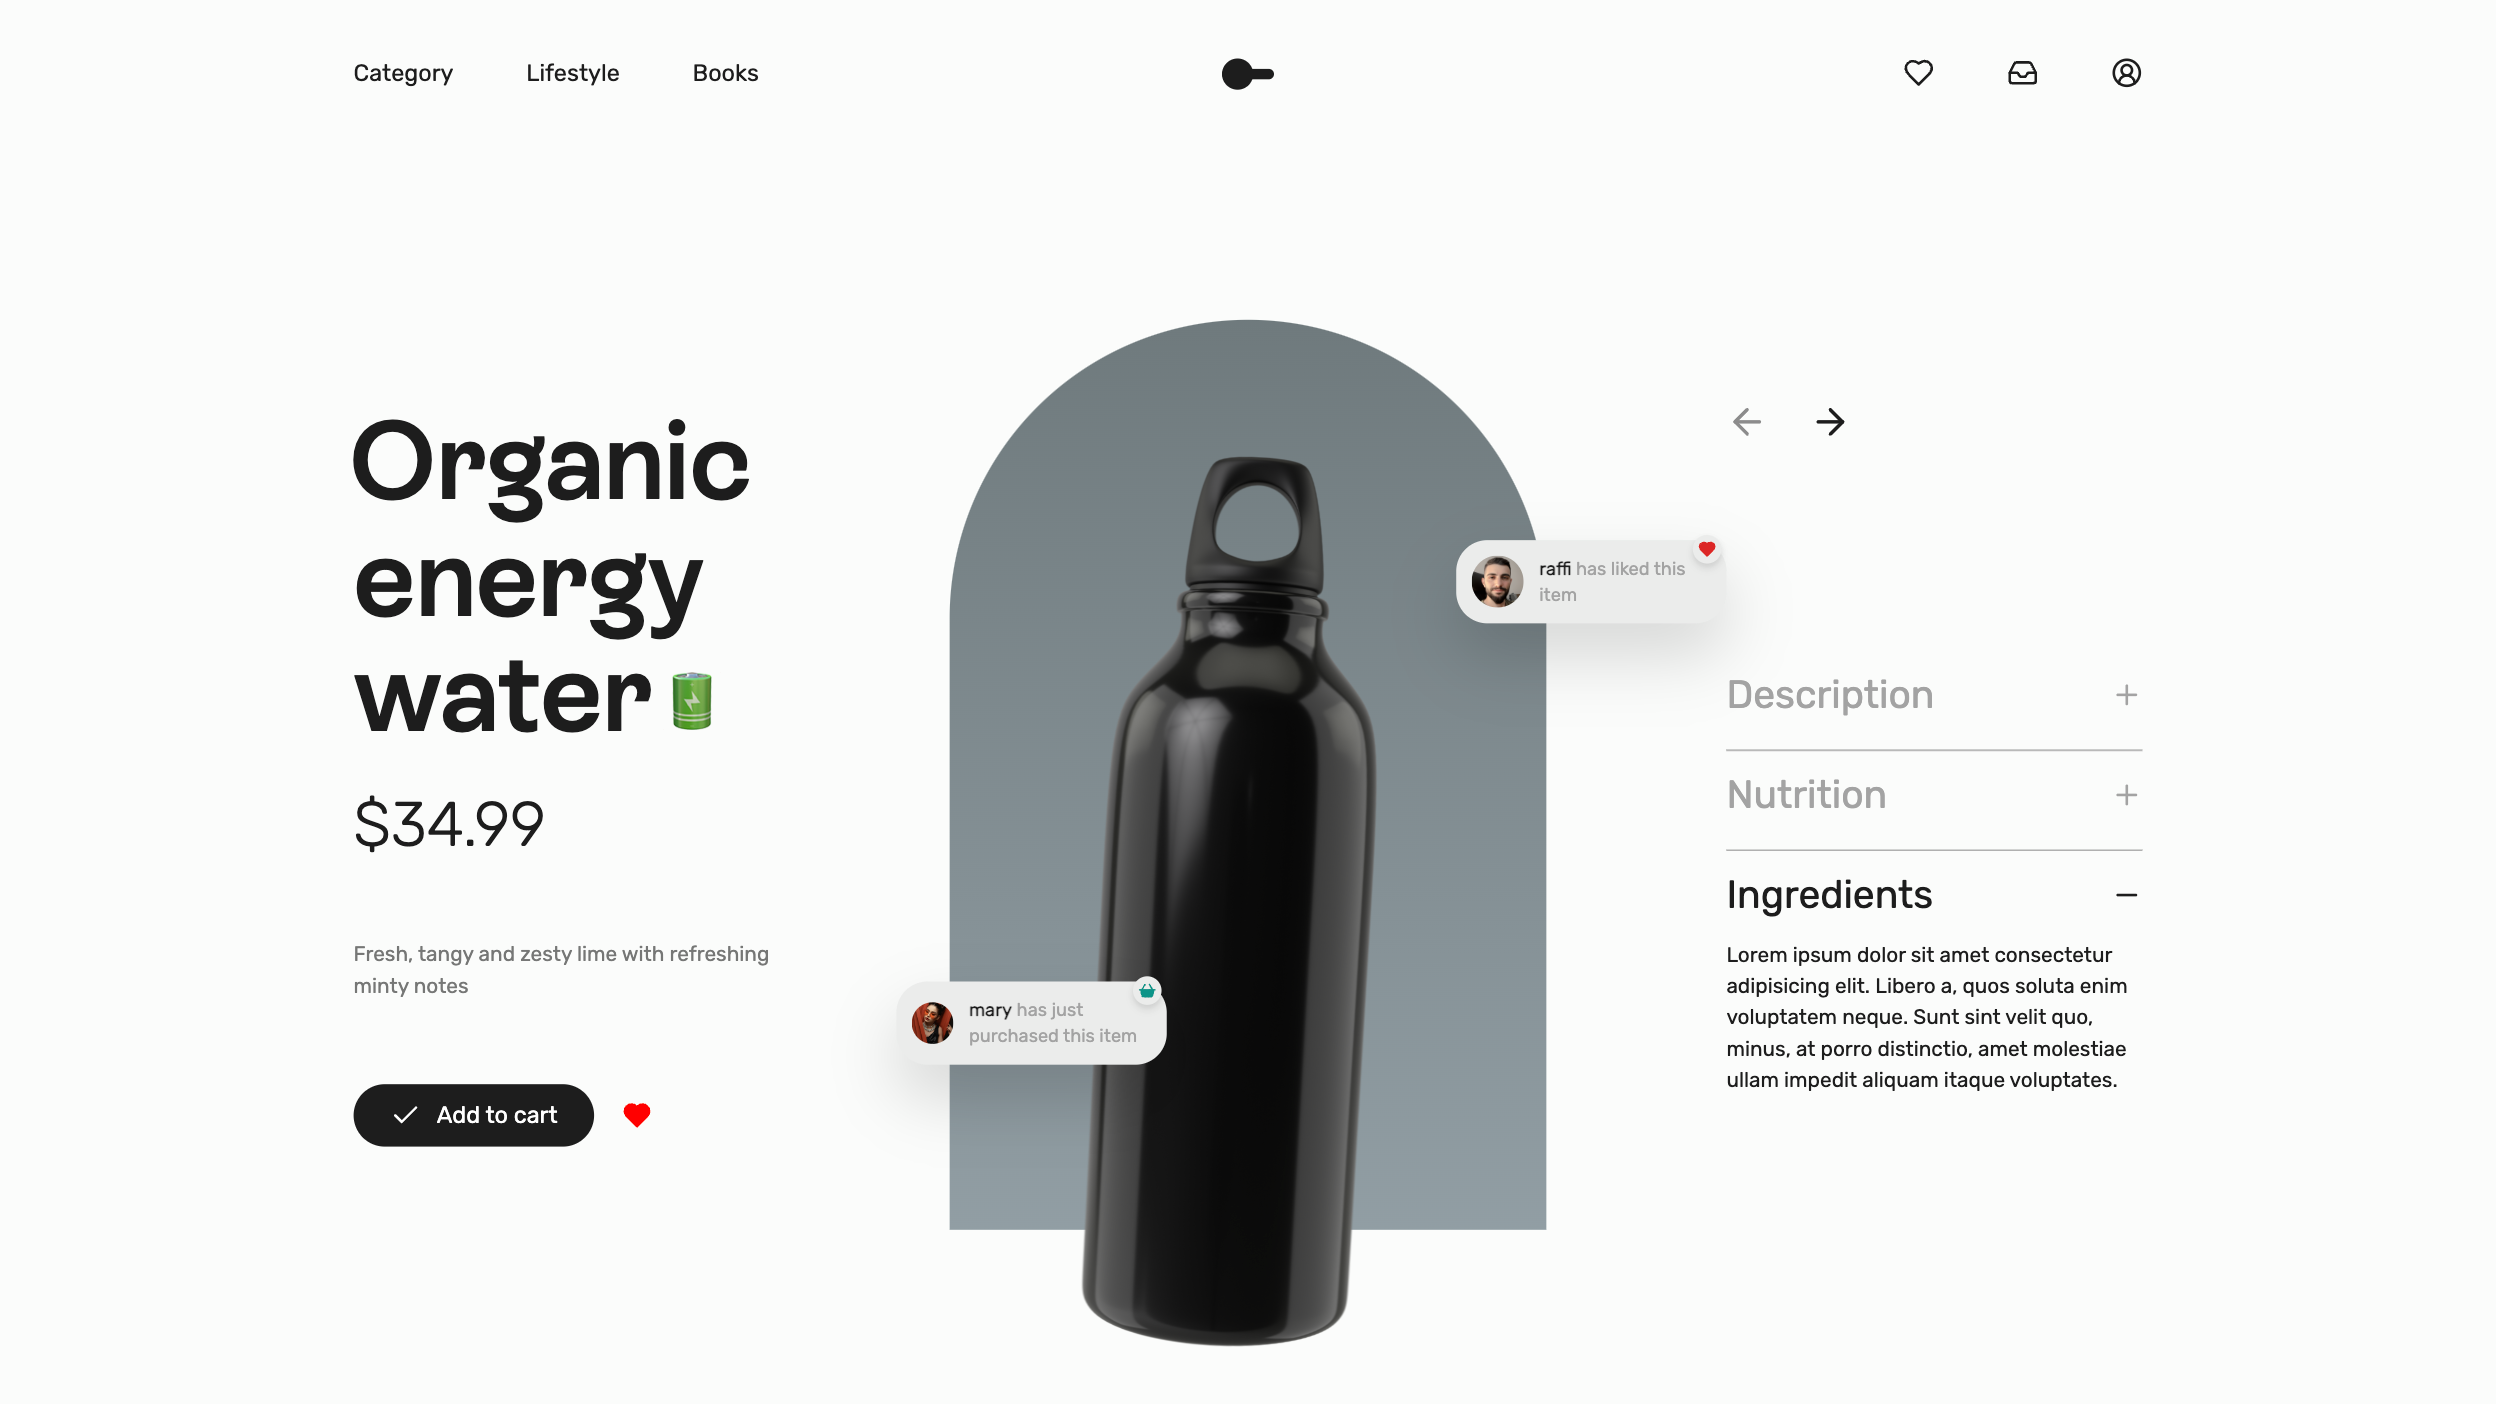 Category Lifestyle Books
Organic
energy
water
$34.99
Fresh, tangy and zesty lime with refreshing
minty notes
Add to cart
raffi has liked this
item
mary has just
purchased this item
Description
Nutrition
Ingredients
Lorem ipsum dolor sit amet consectetur
adipisicing elit. Libero a, quos soluta enim
voluptatem neque. Sunt sint velit quo,
minus, at porro distinctio, amet molestiae
ullam impedit aliquam itaque voluptates.